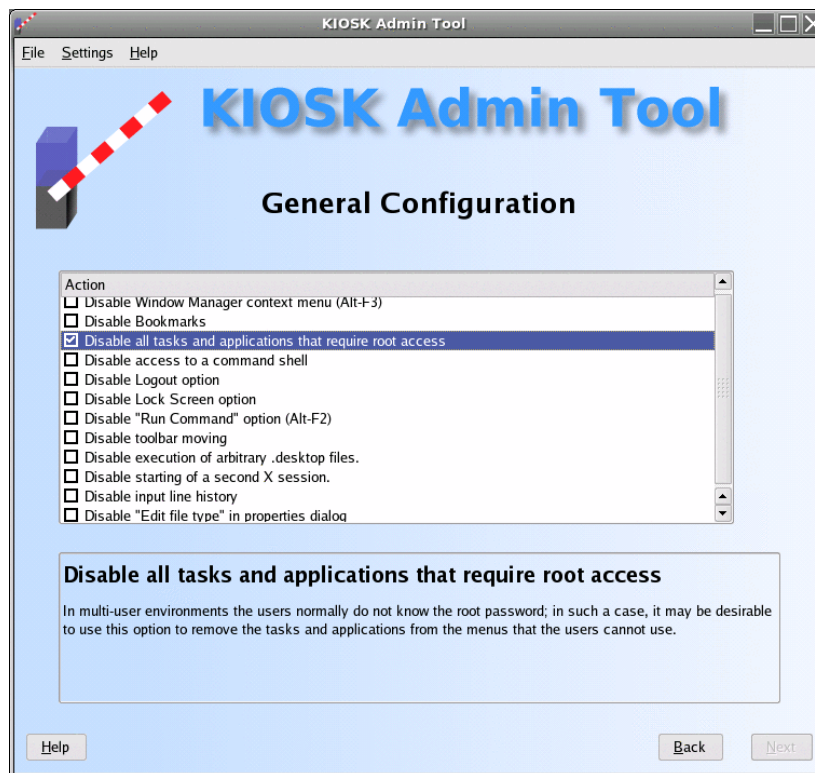 KIOSK Admin Tool
File Settings Help
KIOSK Admin Tool
General Configuration
Action
Disable Window Manager context menu (Alt-F3)
Disable Bookmarks
Disable all tasks and applications that require root access
Disable access to a command shell
Disable Logout option
Disable Lock Screen option
Disable "Run Command" option (Alt-F2)
Disable toolbar moving
Disable execution of arbitrary .desktop files.
Disable starting of a second X session.
Disable input line history
Disable "Edit file type" in properties dialog
Disable all tasks and applications that require root access
In multi-user environments the users normally do not know the root password; in such a case, it may be desirable
to use this option to remove the tasks and applications from the menus that the users cannot use.
Help Back Next